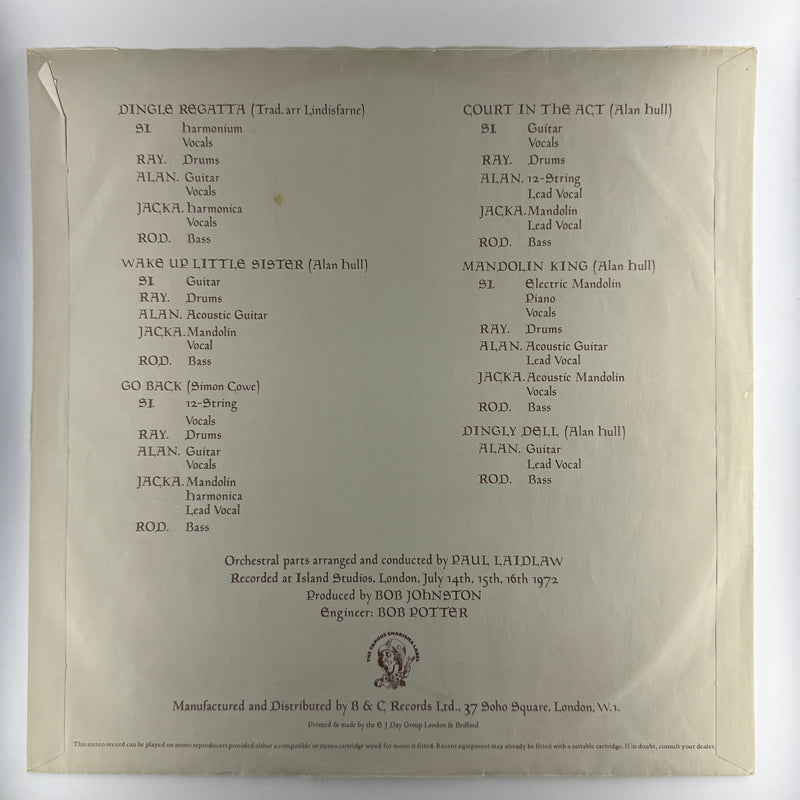 DINGLE REGATTA (Trad. arr Lindisfarne)
SI. harmonium
Vocals
RAY. Drums
ALAN. Guitar
Vocals
JACKA. harmonica
Vocals
ROD. Bass
WAKE UP LITTLE SISTER (Alan hull)
SI. Guitar
RAY. Drums
ALAN. Acoustic Guitar
JACKA. Mandolin
Vocal
ROD. Bass
GO BACK (Simon Cowe)
SI. 12-String
Vocals
RAY. Drums
ALAN. Guitar
Vocals
JACKA. Mandolin
harmonica
Lead Vocal
ROD. Bass
COURT IN THE ACT (Alan hull)
SI. Guitar
Vocals
RAY. Drums
ALAN. 12-String
Lead Vocal
JACKA. Mandolin
Lead Vocal
ROD. Bass
MANDOLIN KING (Alan hull)
SI. Electric Mandolin
Piano
Vocals
RAY. Drums
ALAN. Acoustic Guitar
Lead Vocal
JACKA. Acoustic Mandolin
Vocals
ROD. Bass
DINGLY DELL (Alan hull)
ALAN. Guitar
Lead Vocal
ROD. Bass
Orchestral parts arranged and conducted by PAUL LAIDLAW
Recorded at Island Studios, London, July 14th, 15th, 16th 1972
Produced by BOB JOHNSTON
Engineer: BOB POTTER
THE FAMOUS CHARISMA LABEL
Manufactured and Distributed by B & C Records Ltd., 37 Soho Square, London, W.1.
Printed & made by the E J Day Group London & Bedford
This stereo record can be played on mono reproducers provided either a compatible or stereo cartridge wired for mono is fitted. Recent equipment may already be fitted with a suitable cartridge. If in doubt, consult your dealer.